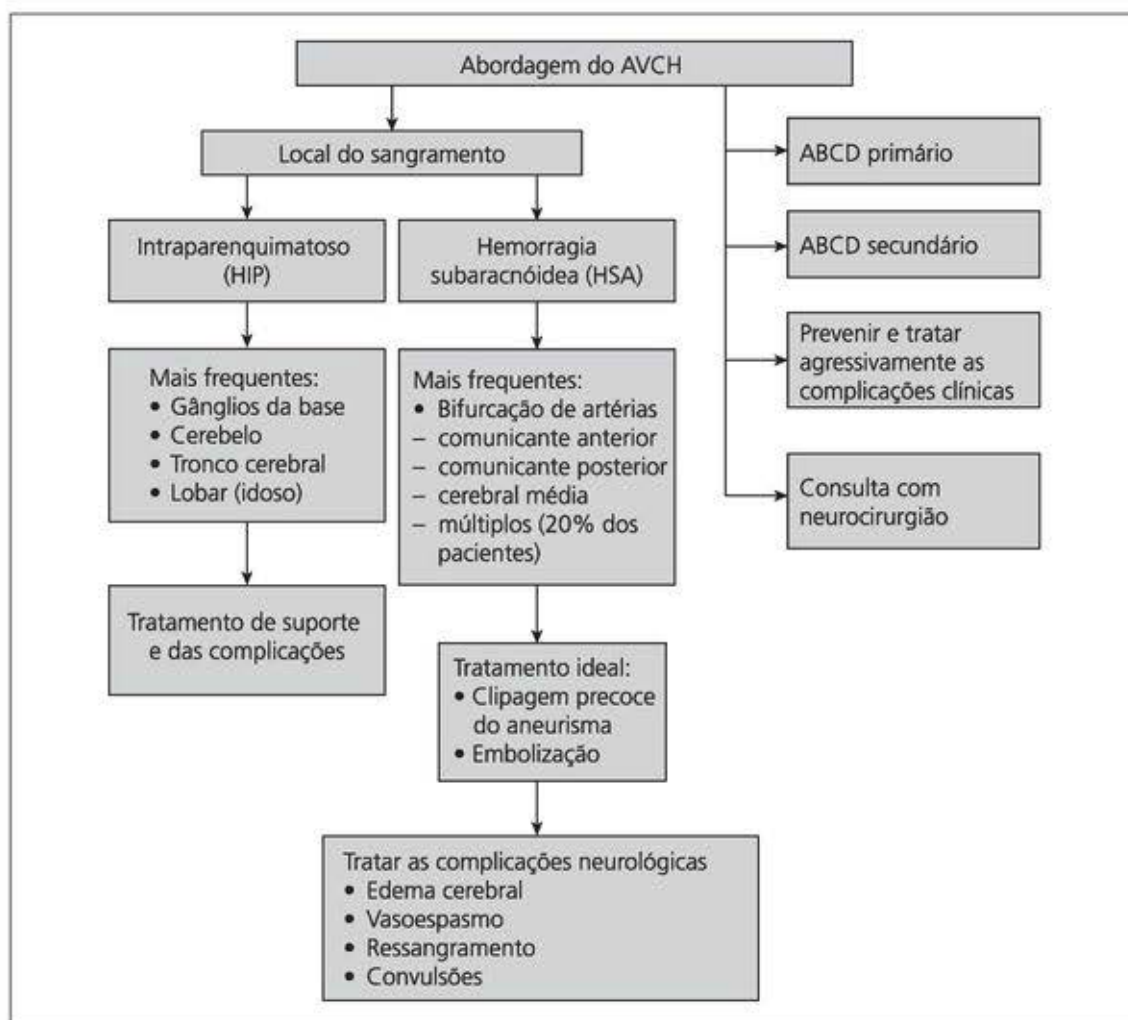 Abordagem do AVCH
Local do sangramento
Intraparenquimatoso
(HIP)
Mais frequentes:
• Gânglios da base
• Cerebelo
• Tronco cerebral
• Lobar (idoso)
Tratamento de suporte
e das complicações
Hemorragia
subaracnóidea (HSA)
Mais frequentes:
• Bifurcação de artérias
– comunicante anterior
– comunicante posterior
– cerebral média
– múltiplos (20% dos
pacientes)
Tratamento ideal:
• Clipagem precoce
do aneurisma
• Embolização
Tratar as complicações neurológicas
• Edema cerebral
• Vasoespasmo
• Ressangramento
• Convulsões
ABCD primário
ABCD secundário
Prevenir e tratar
agressivamente as
complicações clínicas
Consulta com
neurocirurgião